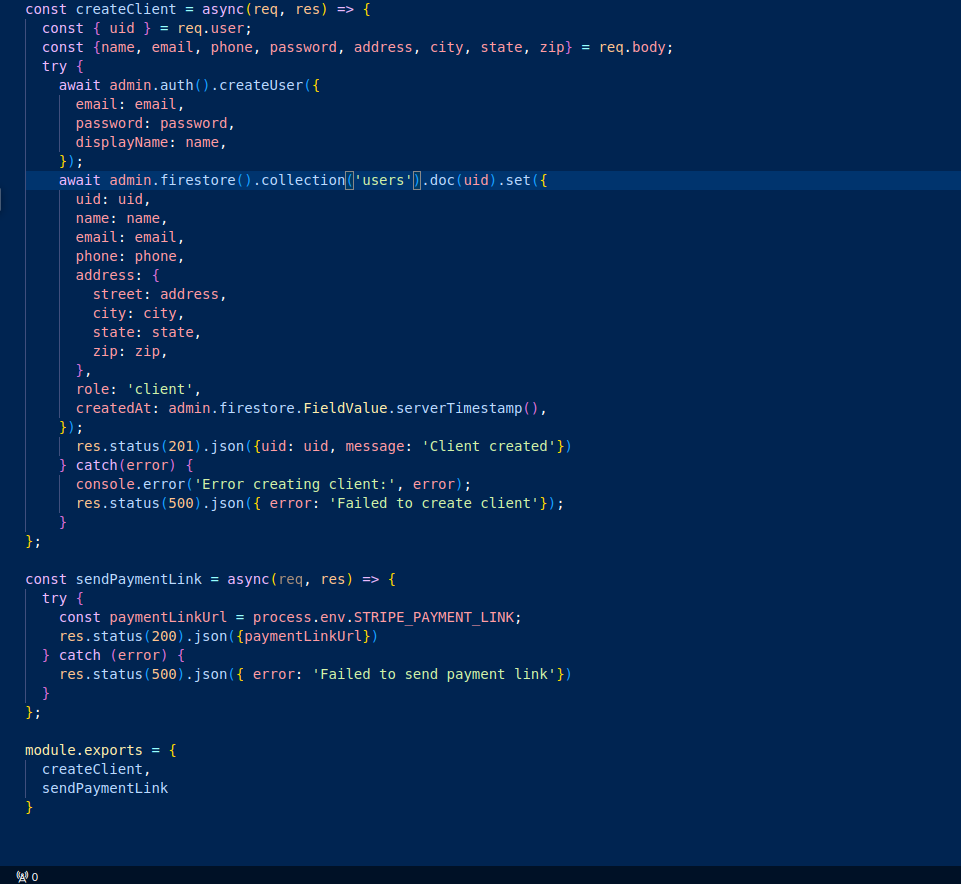 const createClient = async(req, res) => {
  const { uid } = req.user;
  const {name, email, phone, password, address, city, state, zip} = req.body;
  try {
    await admin.auth().createUser({
      email: email,
      password: password,
      displayName: name,
    });
    await admin.firestore().collection('users').doc(uid).set({
      uid: uid,
      name: name,
      email: email,
      phone: phone,
      address: {
        street: address,
        city: city,
        state: state,
        zip: zip,
      },
      role: 'client',
      createdAt: admin.firestore.FieldValue.serverTimestamp(),
    });
      res.status(201).json({uid: uid, message: 'Client created'})
    } catch(error) {
      console.error('Error creating client:', error);
      res.status(500).json({ error: 'Failed to create client'});
    }
};

const sendPaymentLink = async(req, res) => {
  try {
    const paymentLinkUrl = process.env.STRIPE_PAYMENT_LINK;
    res.status(200).json({paymentLinkUrl})
  } catch (error) {
    res.status(500).json({ error: 'Failed to send payment link'})
  }
};

module.exports = {
  createClient,
  sendPaymentLink
}
0